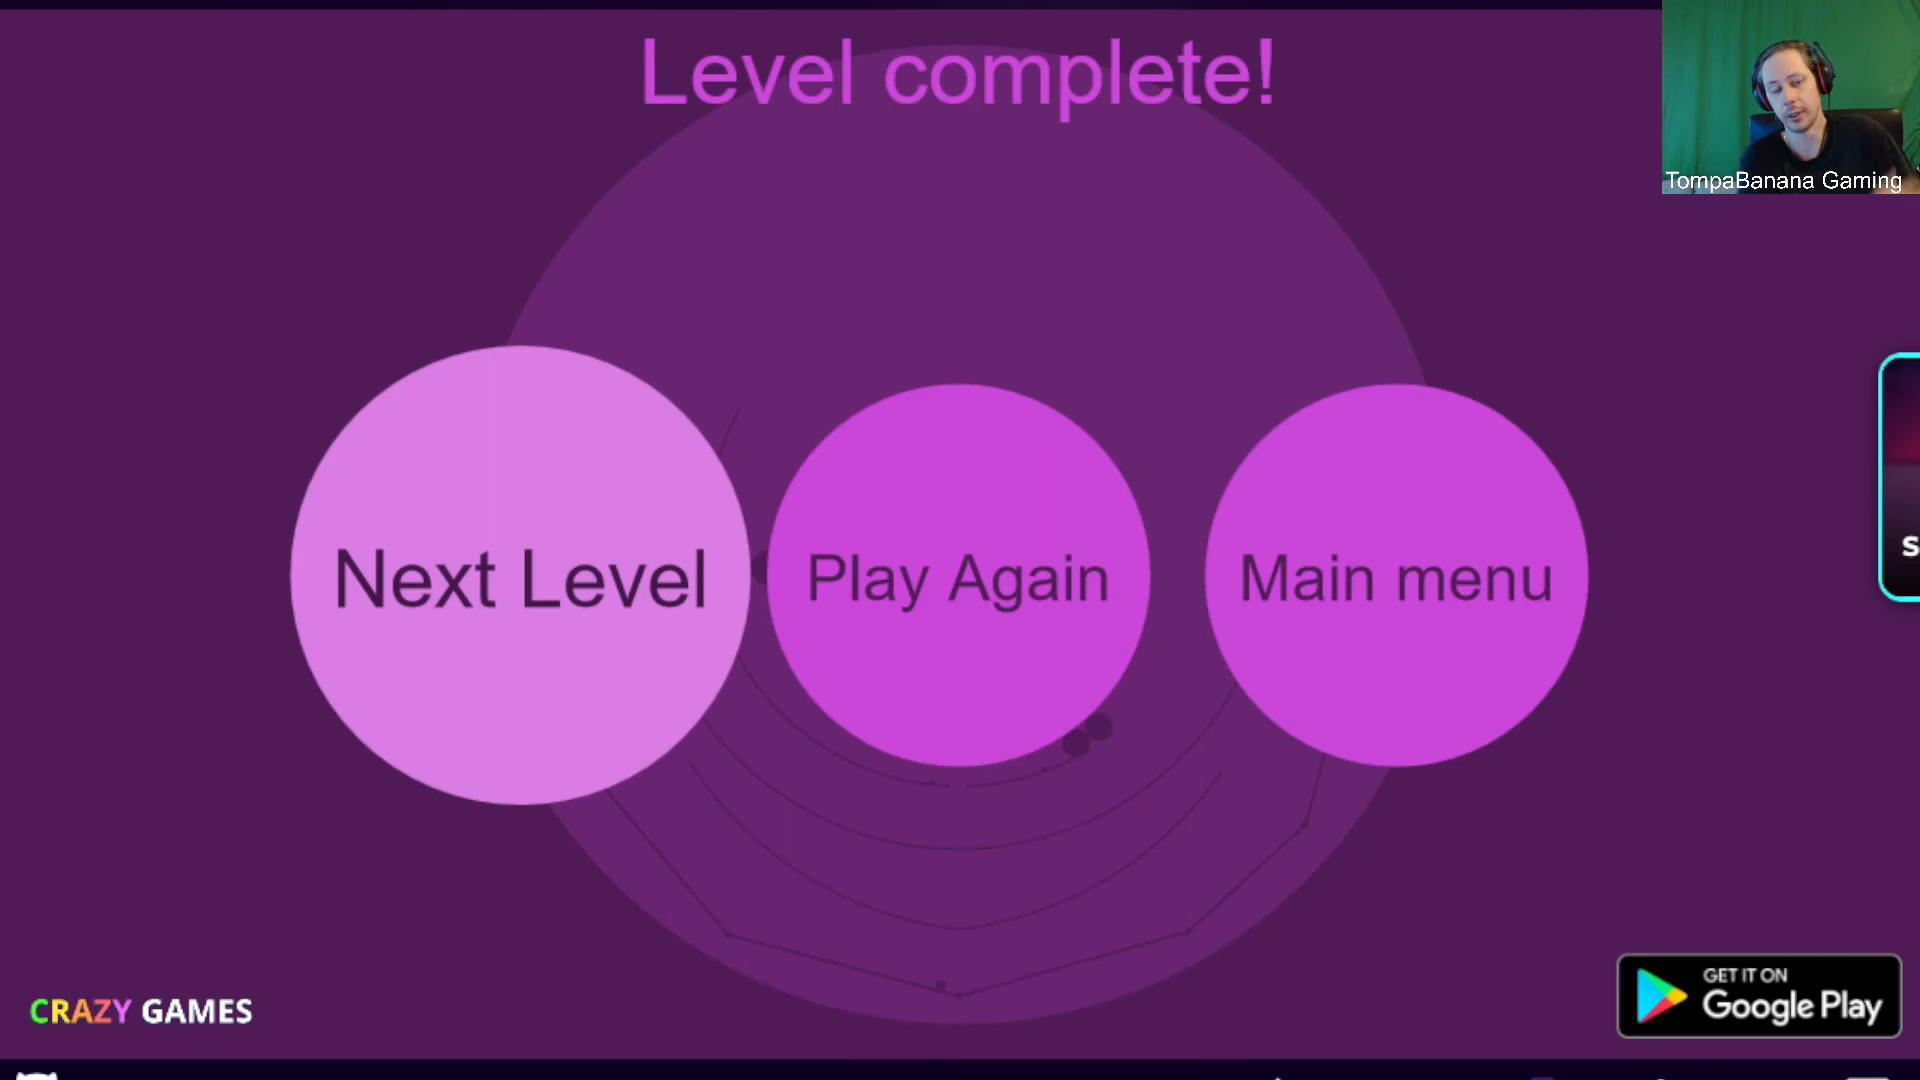 Level complete!
TompaBanana Gaming
Next Level
Play Again
Main menu
CRAZY GAMES
GET IT ON
Google Play